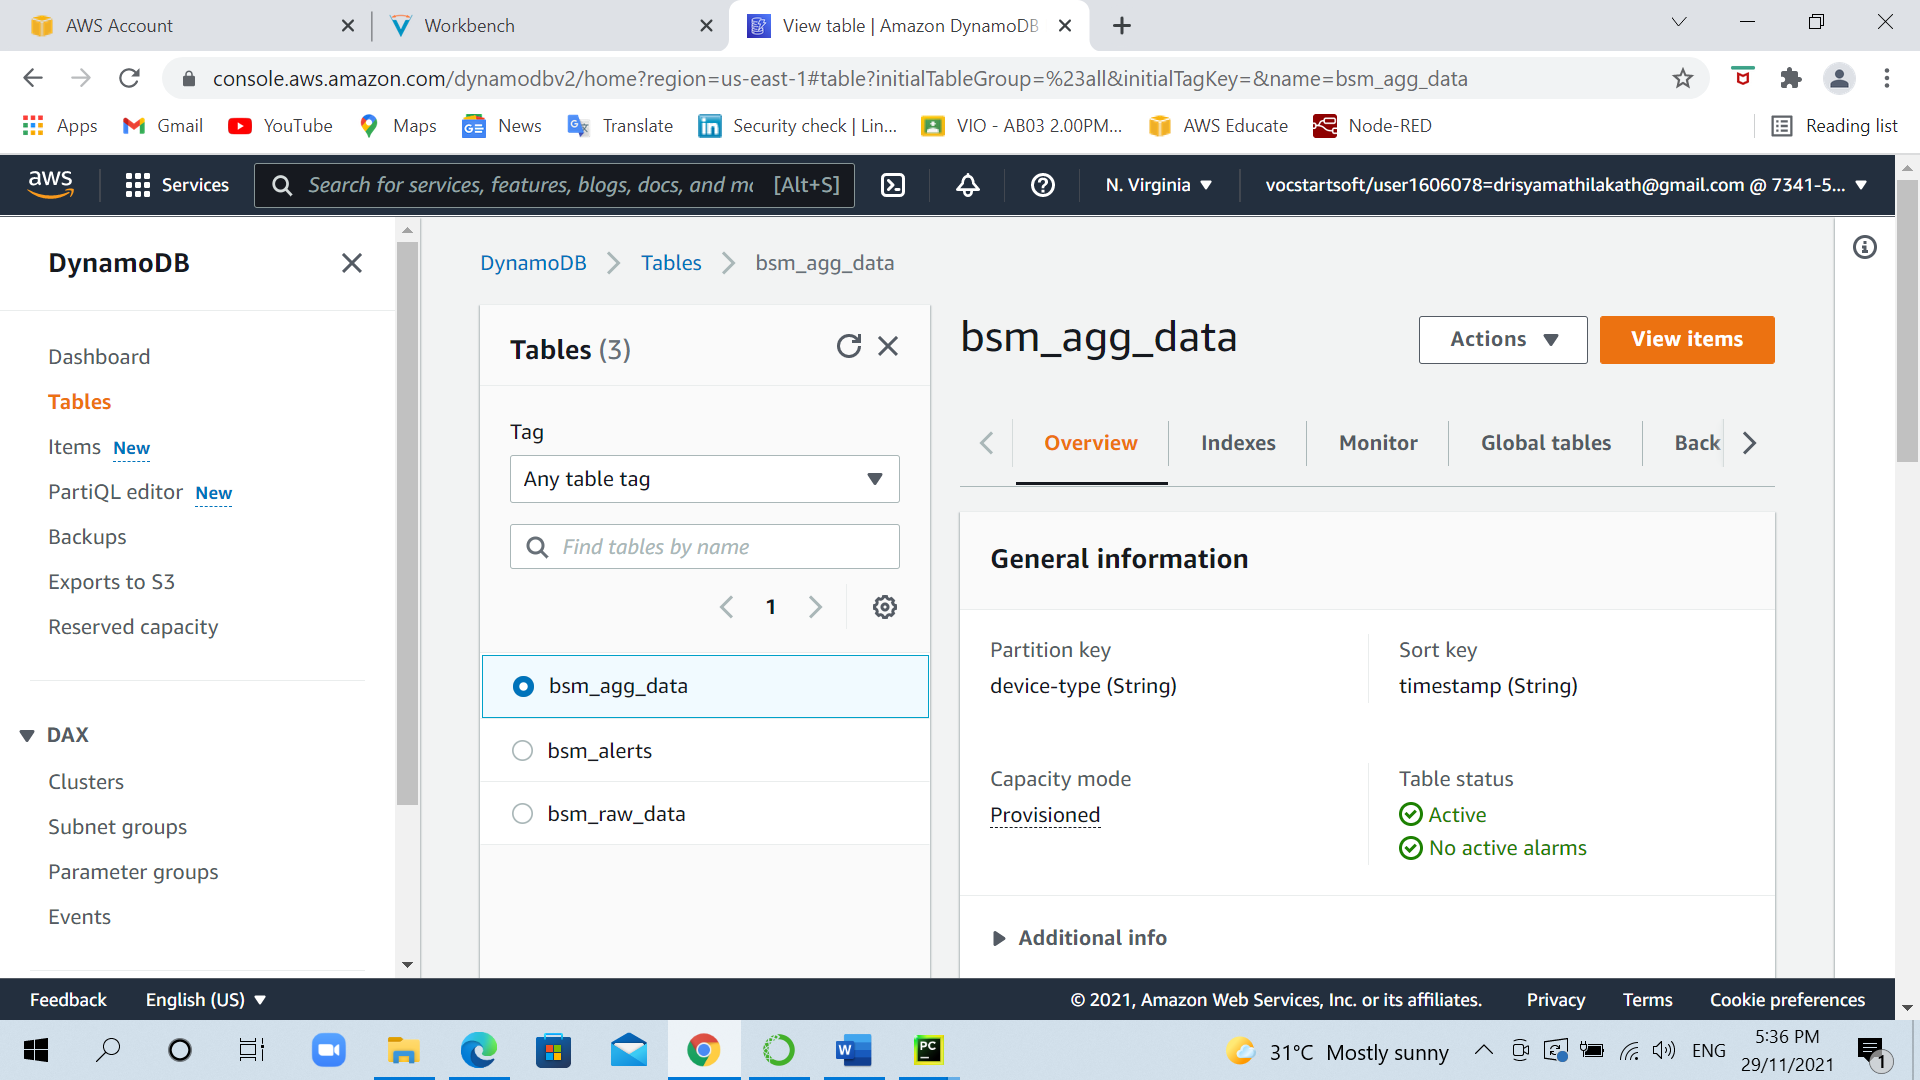 AWS Account
Workbench
View table | Amazon DynamoDB
console.aws.amazon.com/dynamodbv2/home?region=us-east-1#table?initialTableGroup=%23all&initialTagKey=&name=bsm_agg_data
Apps
Gmail
YouTube
Maps
News
Translate
Security check | Lin...
VIO - AB03 2.00PM...
AWS Educate
Node-RED
Reading list
aws
Services
Search for services, features, blogs, docs, and mo
[Alt+S]
N. Virginia
vocstartsoft/user1606078=drisyamathilakath@gmail.com @ 7341-5...
DynamoDB
Dashboard
Tables
Items New
PartiQL editor New
Backups
Exports to S3
Reserved capacity
DAX
Clusters
Subnet groups
Parameter groups
Events
DynamoDB
Tables
bsm_agg_data
Tables (3)
Tag
Any table tag
Find tables by name
1
bsm_agg_data
bsm_alerts
bsm_raw_data
bsm_agg_data
Actions
View items
Overview
Indexes
Monitor
Global tables
Back
General information
Partition key
device-type (String)
Sort key
timestamp (String)
Capacity mode
Provisioned
Table status
Active
No active alarms
Additional info
Feedback
English (US)
© 2021, Amazon Web Services, Inc. or its affiliates.
Privacy
Terms
Cookie preferences
W
PC
31°C Mostly sunny
ENG
5:36 PM
29/11/2021
1